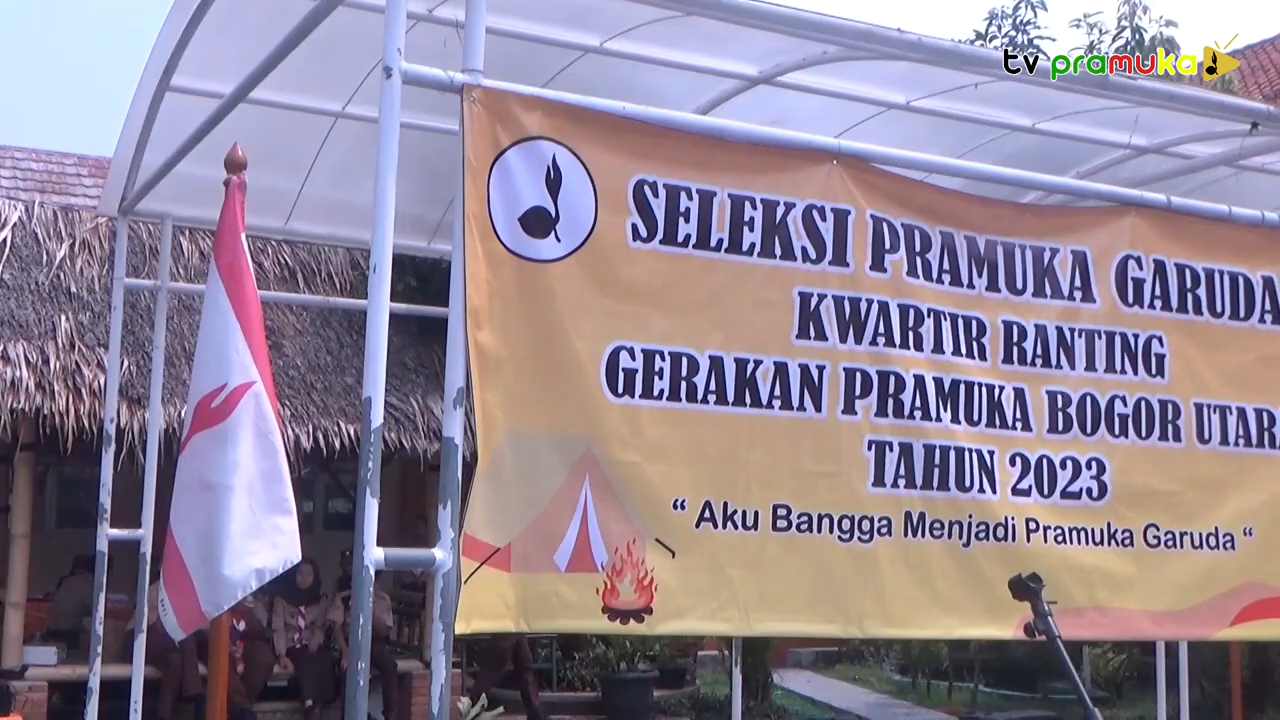 tv pramuka
SELEKSI PRAMUKA GARUDA
KWARTIR RANTING
GERAKAN PRAMUKA BOGOR UTAR
TAHUN 2023
“ Aku Bangga Menjadi Pramuka Garuda “